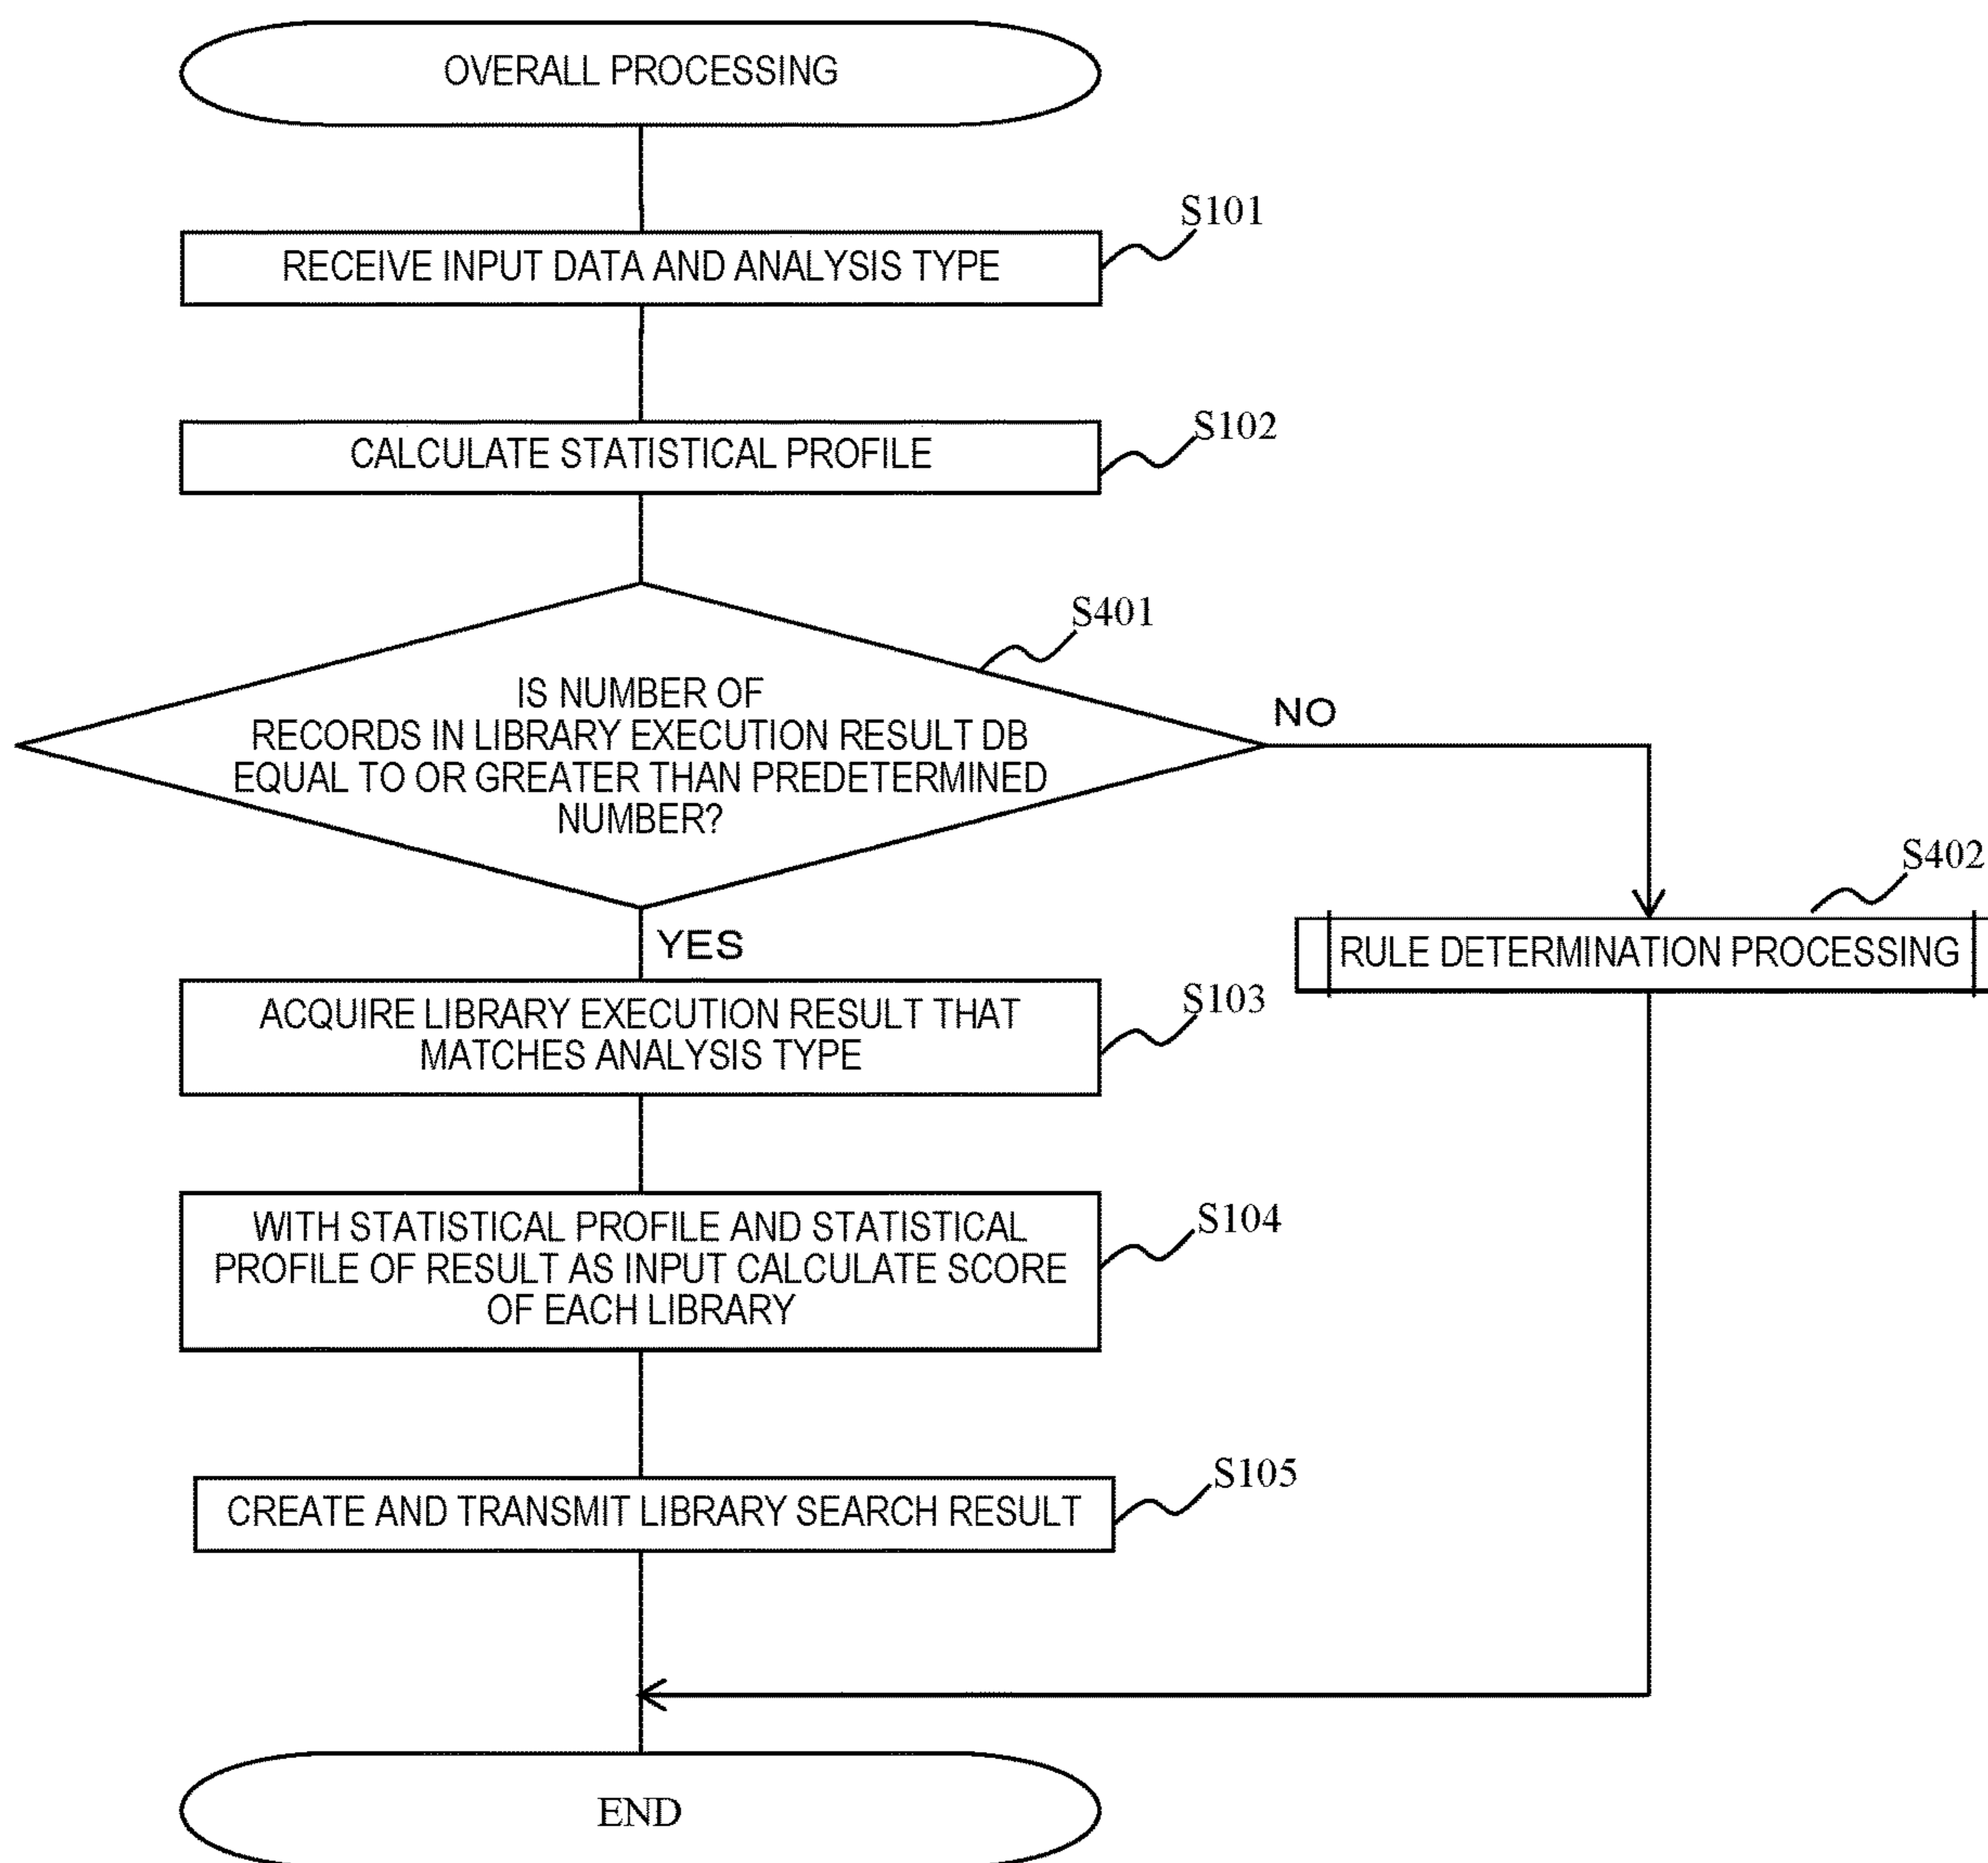 OVERALL PROCESSING
S101
RECEIVE INPUT DATA AND ANALYSIS TYPE
S102
CALCULATE STATISTICAL PROFILE
S401
IS NUMBER OF
RECORDS IN LIBRARY EXECUTION RESULT DB
EQUAL TO OR GREATER THAN PREDETERMINED
NUMBER?
NO
S402
RULE DETERMINATION PROCESSING
YES
S103
ACQUIRE LIBRARY EXECUTION RESULT THAT
MATCHES ANALYSIS TYPE
S104
WITH STATISTICAL PROFILE AND STATISTICAL
PROFILE OF RESULT AS INPUT CALCULATE SCORE
OF EACH LIBRARY
S105
CREATE AND TRANSMIT LIBRARY SEARCH RESULT
END